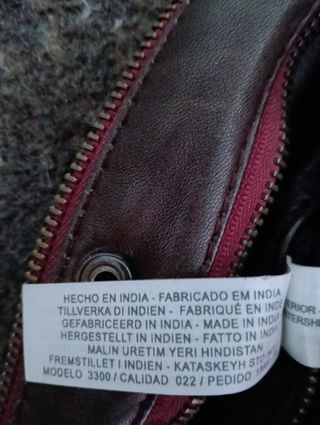 HECHO EN INDIA - FABRICADO EM INDIA
TILLVERKA DI INDIEN - FABRIQUÉ EN INDE
GEFABRICEERD IN INDIA - MADE IN INDIA
HERGESTELLT IN INDIEN - FATTO IN INDIA
MALIN URETIM YERI HINDISTAN
FREMSTILLET I INDIEN - KATASKEYH STO
MODELO 3300 / CALIDAD 022 / PEDIDO